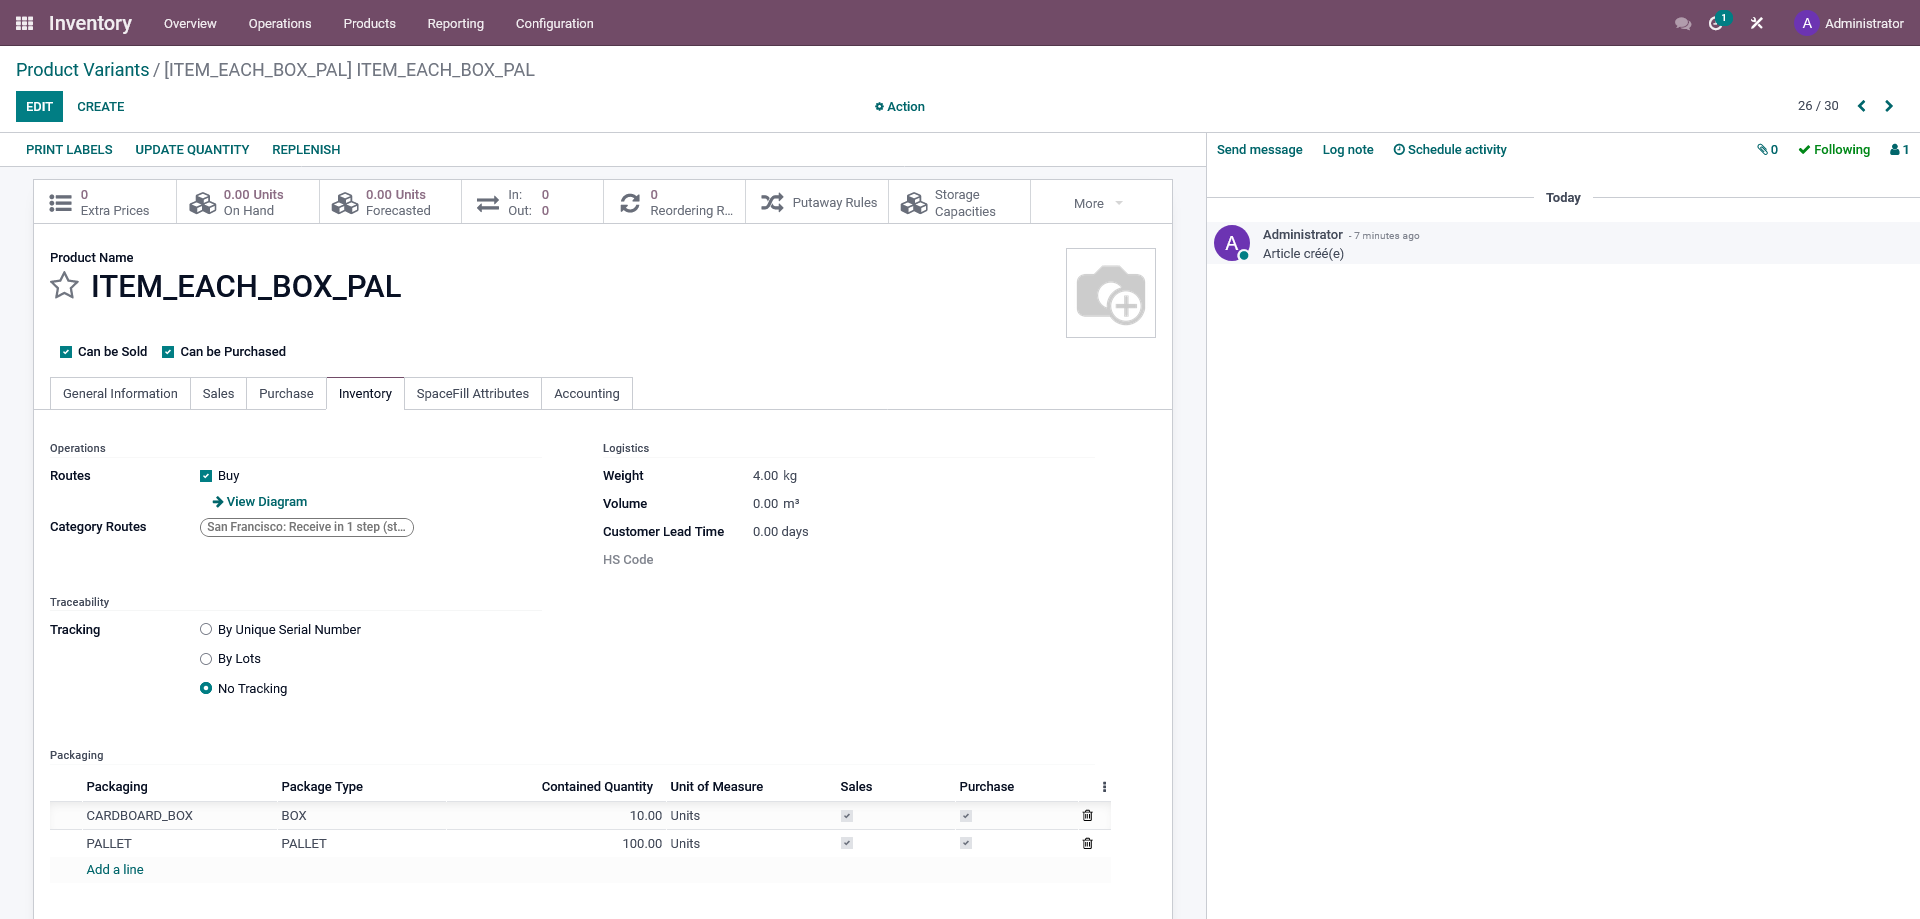 Inventory Overview Operations Products Reporting Configuration 1 A Administrator
Product Variants / [ITEM_EACH_BOX_PAL] ITEM_EACH_BOX_PAL
EDIT CREATE Action 26 / 30
PRINT LABELS UPDATE QUANTITY REPLENISH Send message Log note Schedule activity 0 Following 1
0 Extra Prices
0.00 Units On Hand
0.00 Units Forecasted
In: 0
Out: 0
0 Reordering R...
Putaway Rules
Storage Capacities
More
Today
A Administrator - 7 minutes ago
Article créé(e)
Product Name
ITEM_EACH_BOX_PAL
Can be Sold Can be Purchased
General Information Sales Purchase Inventory SpaceFill Attributes Accounting
Operations
Routes Buy
View Diagram
Category Routes San Francisco: Receive in 1 step (st...
Logistics
Weight 4.00 kg
Volume 0.00 m³
Customer Lead Time 0.00 days
HS Code
Traceability
Tracking By Unique Serial Number
By Lots
No Tracking
Packaging
Packaging Package Type Contained Quantity Unit of Measure Sales Purchase
CARDBOARD_BOX BOX 10.00 Units
PALLET PALLET 100.00 Units
Add a line